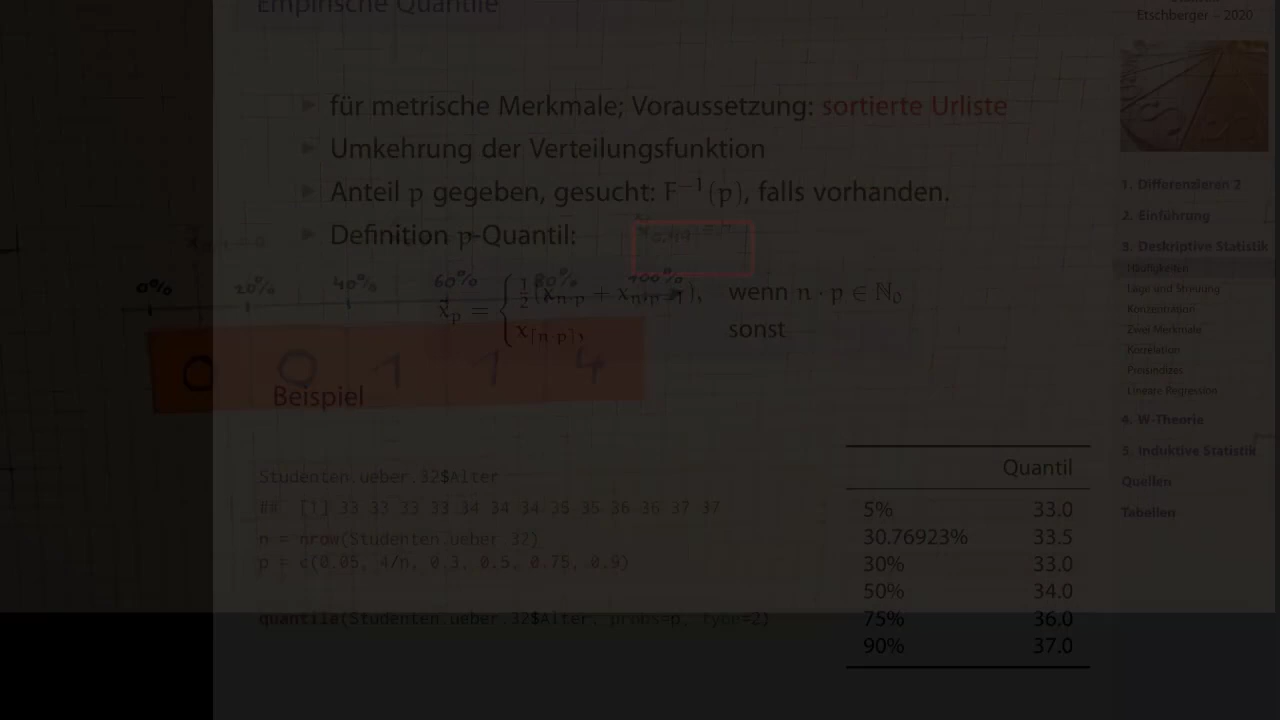 Empirische Quantile
Etschberger – 2020
für metrische Merkmale; Voraussetzung: sortierte Urliste
Umkehrung der Verteilungsfunktion
Anteil p gegeben, gesucht: F⁻¹(p), falls vorhanden.
Definition p-Quantil:
0% 20% 40% 60% 80% 100%
x̃p = { ½(xn·p + xn·p+1), wenn n · p ∈ ℕ₀
x⌈n·p⌉, sonst
0 0 1 1 4
Beispiel
Studenten.ueber.32$Alter
## [1] 33 33 33 33 34 34 34 35 35 36 36 37 37
n = nrow(Studenten.ueber.32)
p = c(0.05, 4/n, 0.3, 0.5, 0.75, 0.9)
quantile(Studenten.ueber.32$Alter, probs=p, type=2)
Quantil
5% 33.0
30.76923% 33.5
30% 33.0
50% 34.0
75% 36.0
90% 37.0
1. Differenzieren 2
2. Einführung
3. Deskriptive Statistik
Häufigkeiten
Lage und Streuung
Konzentration
Zwei Merkmale
Korrelation
Preisindizes
Lineare Regression
4. W-Theorie
5. Induktive Statistik
Quellen
Tabellen